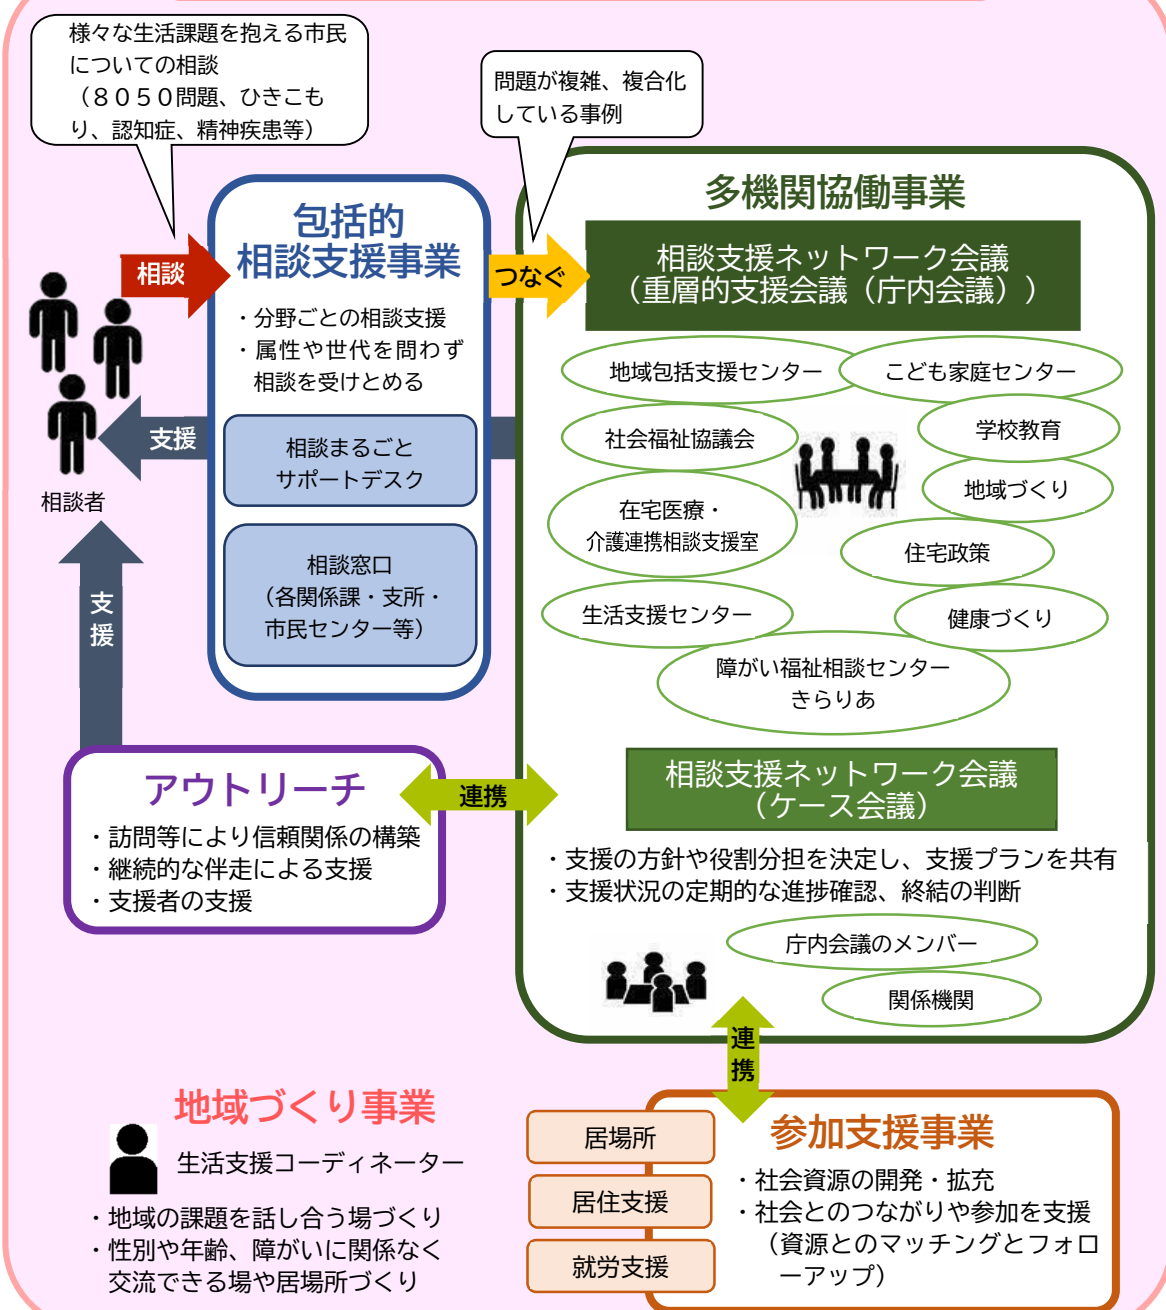 様々な生活課題を抱える市民
についての相談
（８０５０問題、ひきこも
り、認知症、精神疾患等）
問題が複雑、複合化
している事例
相談
包括的
相談支援事業
・分野ごとの相談支援
・属性や世代を問わず
相談を受けとめる
相談まるごと
サポートデスク
相談窓口
（各関係課・支所・
市民センター等）
つなぐ
支援
相談者
支
援
多機関協働事業
相談支援ネットワーク会議
（重層的支援会議（庁内会議））
地域包括支援センター
こども家庭センター
社会福祉協議会
学校教育
地域づくり
在宅医療・
介護連携相談支援室
住宅政策
生活支援センター
健康づくり
障がい福祉相談センター
きらりあ
相談支援ネットワーク会議
（ケース会議）
・支援の方針や役割分担を決定し、支援プランを共有
・支援状況の定期的な進捗確認、終結の判断
庁内会議のメンバー
関係機関
アウトリーチ
・訪問等により信頼関係の構築
・継続的な伴走による支援
・支援者の支援
連携
連
携
地域づくり事業
生活支援コーディネーター
・地域の課題を話し合う場づくり
・性別や年齢、障がいに関係なく
交流できる場や居場所づくり
居場所
居住支援
就労支援
参加支援事業
・社会資源の開発・拡充
・社会とのつながりや参加を支援
（資源とのマッチングとフォロ
ーアップ）